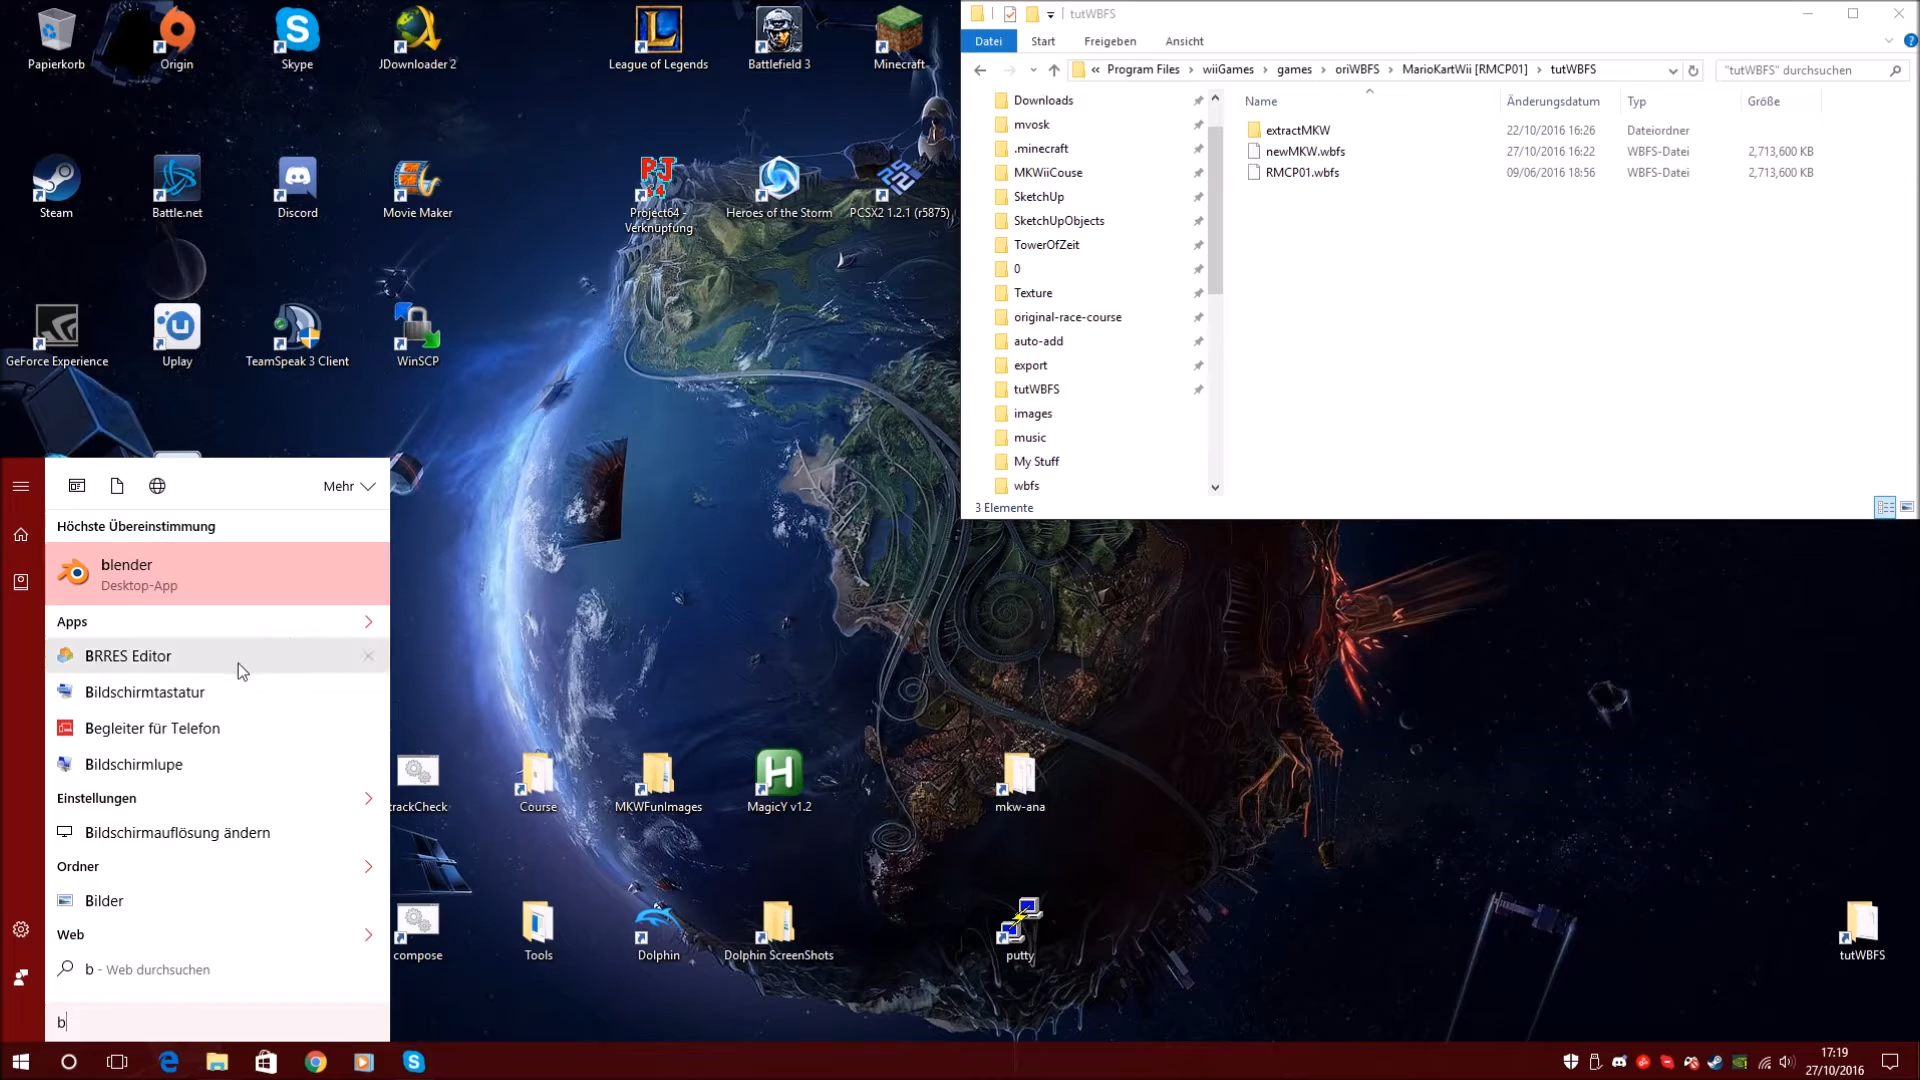 Papierkorb
Origin
Skype
JDownloader 2
League of Legends
Battlefield 3
Minecraft
Steam
Battle.net
Discord
Movie Maker
Project64 -
Verknüpfung
Heroes of the Storm
PCSX2 1.2.1 (r5875)
GeForce Experience
Uplay
TeamSpeak 3 Client
WinSCP
tutWBFS
Datei
Start
Freigeben
Ansicht
« Program Files › wiiGames › games › oriWBFS › MarioKartWii [RMCP01] › tutWBFS
"tutWBFS" durchsuchen
Downloads
mvosk
.minecraft
MKWiiCouse
SketchUp
SketchUpObjects
TowerOfZeit
0
Texture
original-race-course
auto-add
export
tutWBFS
images
music
My Stuff
wbfs
Name Änderungsdatum Typ Größe
extractMKW 22/10/2016 16:26 Dateiordner
newMKW.wbfs 27/10/2016 16:22 WBFS-Datei 2,713,600 KB
RMCP01.wbfs 09/06/2016 18:56 WBFS-Datei 2,713,600 KB
3 Elemente
Mehr
Höchste Übereinstimmung
blender
Desktop-App
Apps
BRRES Editor
Bildschirmtastatur
Begleiter für Telefon
Bildschirmlupe
Einstellungen
Bildschirmauflösung ändern
Ordner
Bilder
Web
b - Web durchsuchen
b
trackCheck
Course
MKWFunImages
MagicY v1.2
mkw-ana
compose
Tools
Dolphin
Dolphin ScreenShots
putty
tutWBFS
17:19
27/10/2016